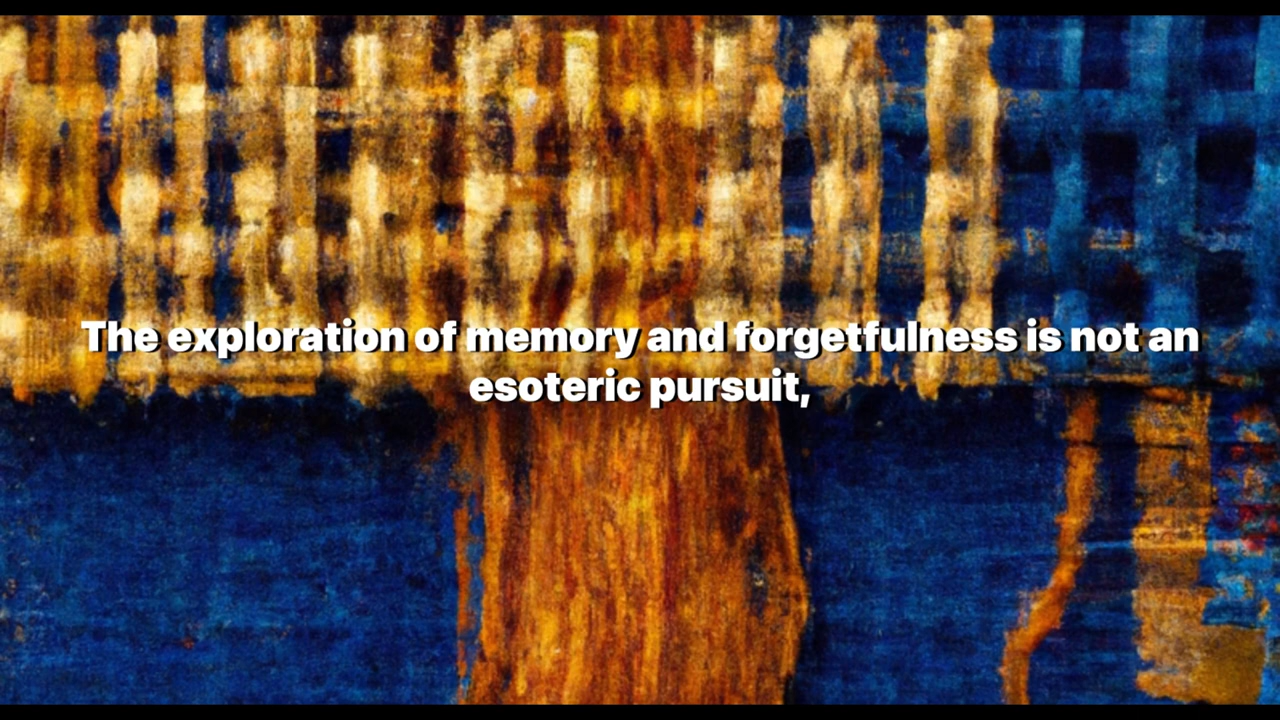 The exploration of memory and forgetfulness is not an
esoteric pursuit,